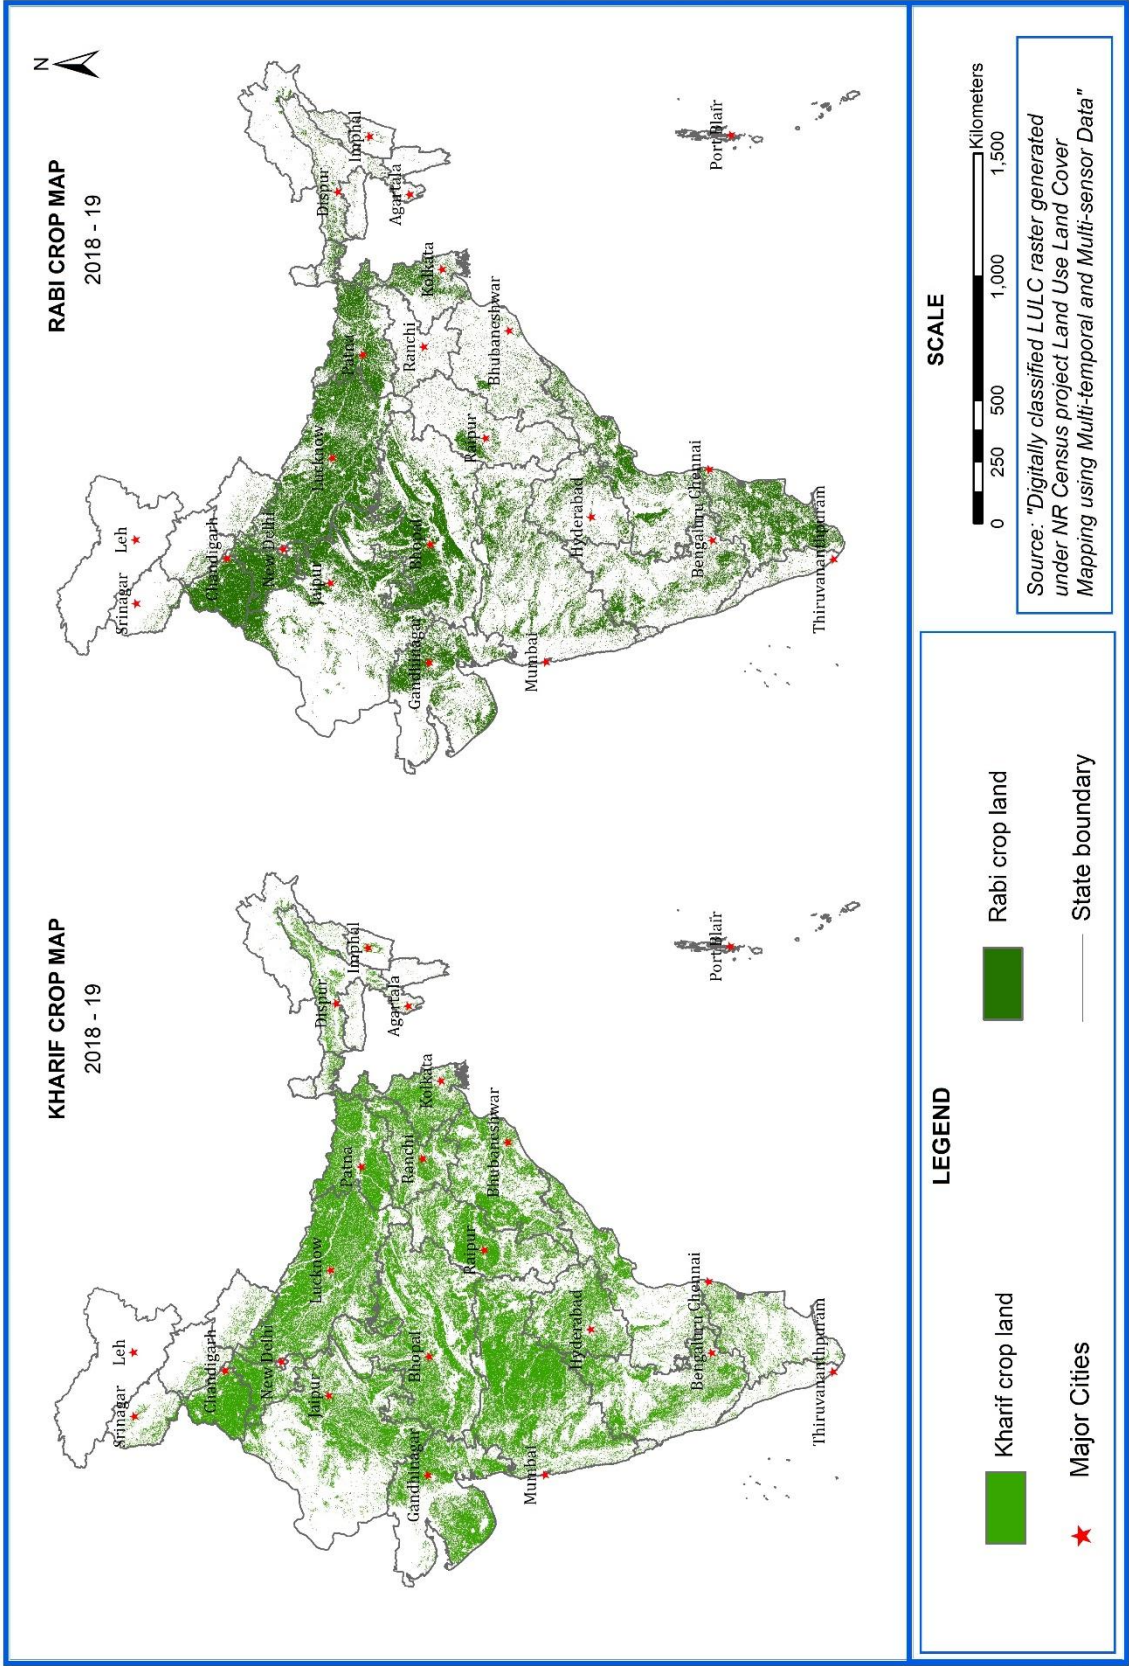 KHARIF CROP MAP
2018 - 19
Srinagar
Leh
Chandigarh
New Delhi
Jaipur
Lucknow
Dispur
Imphal
Patna
Agartala
Gandhinagar
Bhopal
Ranchi
Kolkata
Raipur
Bhubaneshwar
Mumbai
Hyderabad
Bengaluru
Chennai
Port Blair
Thiruvananthpuram
RABI CROP MAP
2018 - 19
N
Srinagar
Leh
Chandigarh
New Delhi
Jaipur
Lucknow
Dispur
Imphal
Patna
Agartala
Gandhinagar
Bhopal
Ranchi
Kolkata
Raipur
Bhubaneshwar
Mumbai
Hyderabad
Bengaluru
Chennai
Port Blair
Thiruvananthpuram
LEGEND
Kharif crop land
Rabi crop land
Major Cities
State boundary
SCALE
0 250 500 1,000 1,500
Kilometers
Source: "Digitally classified LULC raster generated
under NR Census project Land Use Land Cover
Mapping using Multi-temporal and Multi-sensor Data"